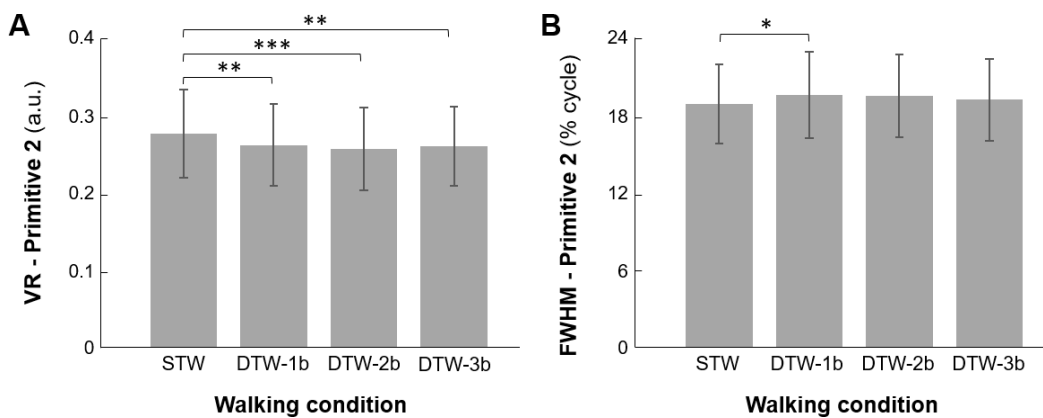 A
VR - Primitive 2 (a.u.)
0.4
0.3
0.2
0.1
0
**
***
**
STW
DTW-1b
DTW-2b
DTW-3b
Walking condition
B
FWHM - Primitive 2 (% cycle)
24
18
12
6
0
*
STW
DTW-1b
DTW-2b
DTW-3b
Walking condition